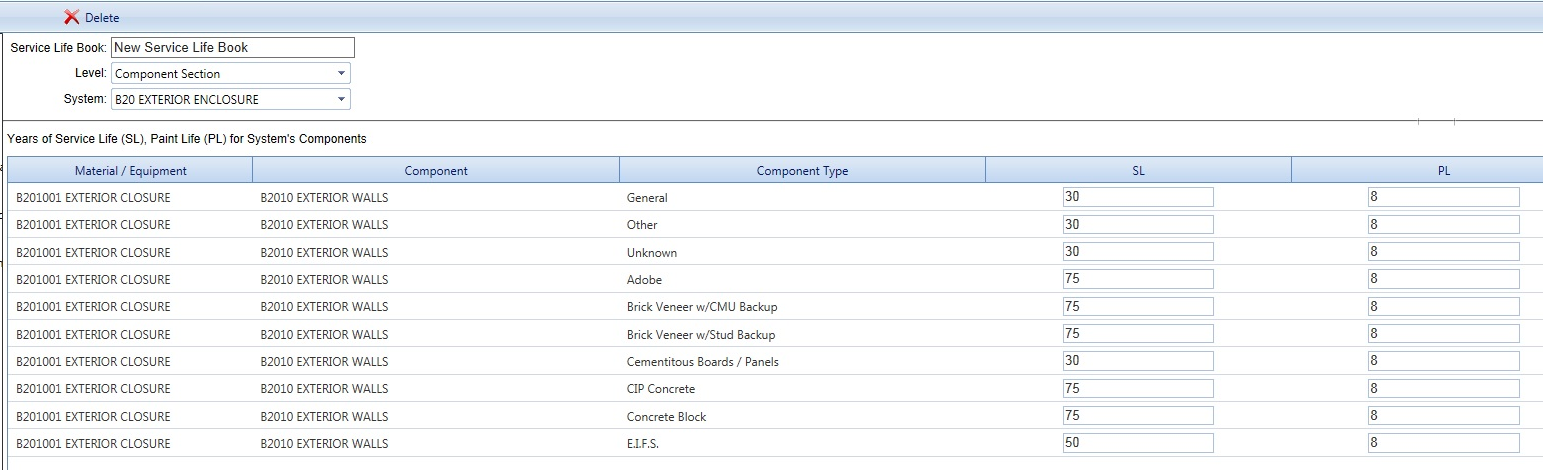 Delete
Service Life Book: New Service Life Book
Level: Component Section
System: B20 EXTERIOR ENCLOSURE
Years of Service Life (SL), Paint Life (PL) for System's Components
Material / Equipment Component Component Type SL PL
B201001 EXTERIOR CLOSURE B2010 EXTERIOR WALLS General 30 8
B201001 EXTERIOR CLOSURE B2010 EXTERIOR WALLS Other 30 8
B201001 EXTERIOR CLOSURE B2010 EXTERIOR WALLS Unknown 30 8
B201001 EXTERIOR CLOSURE B2010 EXTERIOR WALLS Adobe 75 8
B201001 EXTERIOR CLOSURE B2010 EXTERIOR WALLS Brick Veneer w/CMU Backup 75 8
B201001 EXTERIOR CLOSURE B2010 EXTERIOR WALLS Brick Veneer w/Stud Backup 75 8
B201001 EXTERIOR CLOSURE B2010 EXTERIOR WALLS Cementitous Boards / Panels 30 8
B201001 EXTERIOR CLOSURE B2010 EXTERIOR WALLS CIP Concrete 75 8
B201001 EXTERIOR CLOSURE B2010 EXTERIOR WALLS Concrete Block 75 8
B201001 EXTERIOR CLOSURE B2010 EXTERIOR WALLS E.I.F.S. 50 8